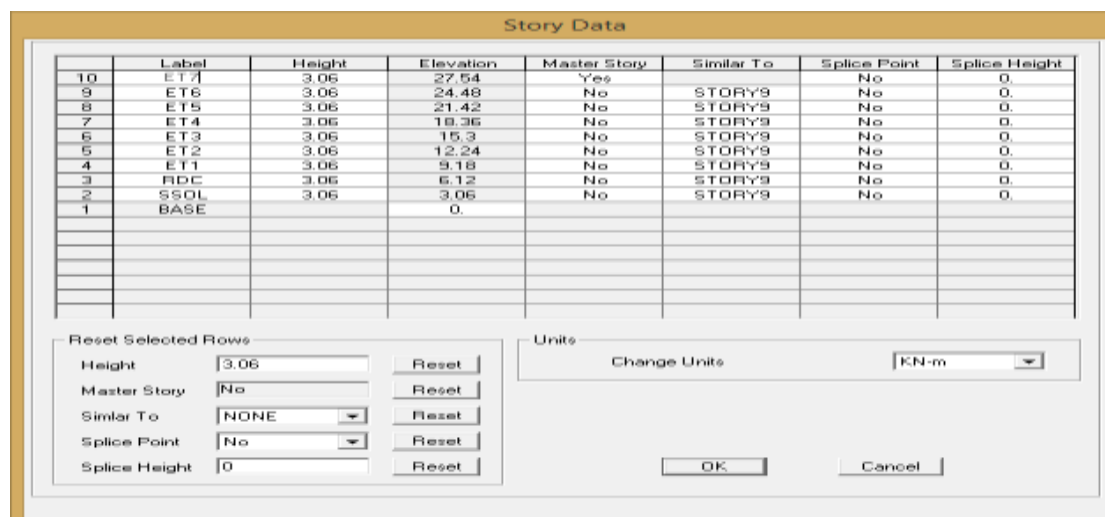 Story Data
Label Height Elevation Master Story Similar To Splice Point Splice Height
10 ET7 3.06 27.54 Yes No 0.
9 ET6 3.06 24.48 No STORY9 No 0.
8 ET5 3.06 21.42 No STORY9 No 0.
7 ET4 3.06 18.36 No STORY9 No 0.
6 ET3 3.06 15.3 No STORY9 No 0.
5 ET2 3.06 12.24 No STORY9 No 0.
4 ET1 3.06 9.18 No STORY9 No 0.
3 RDC 3.06 6.12 No STORY9 No 0.
2 SSOL 3.06 3.06 No STORY9 No 0.
1 BASE 0.
Reset Selected Rows
Height 3.06 Reset
Master Story No Reset
Simlar To NONE Reset
Splice Point No Reset
Splice Height 0 Reset
Units
Change Units KN-m
OK Cancel